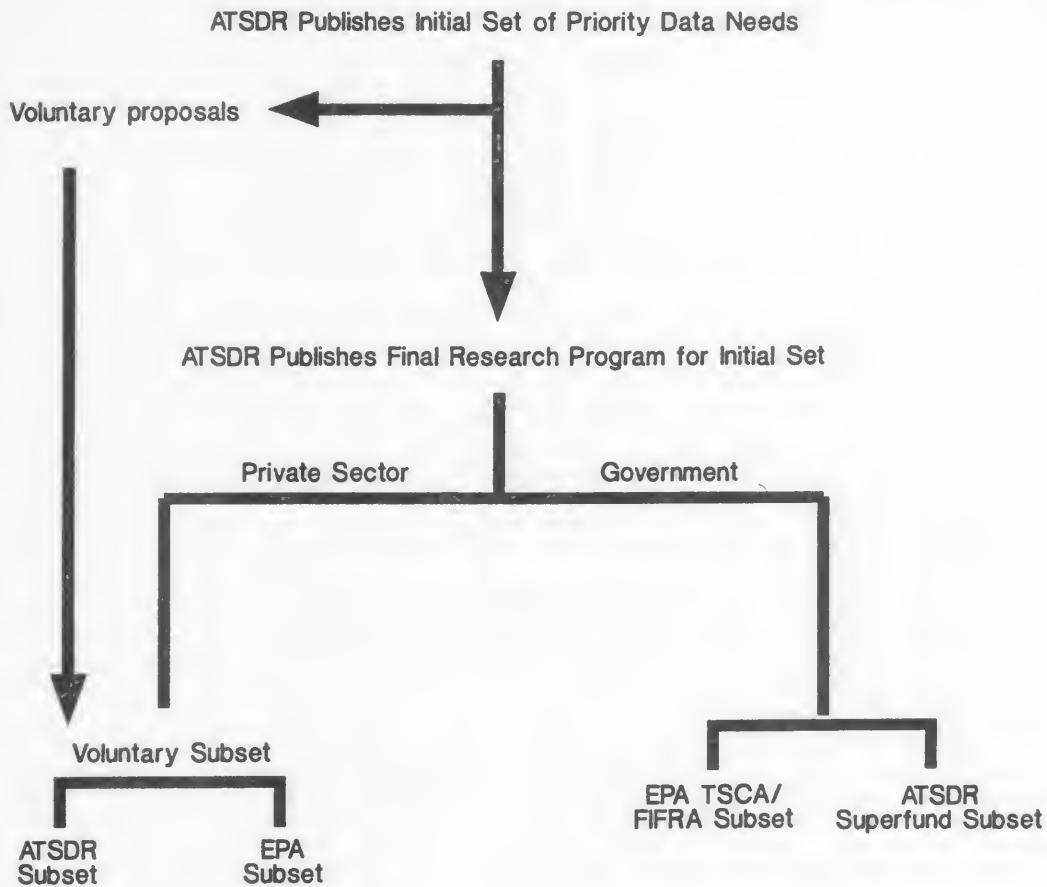 ATSDR Publishes Initial Set of Priority Data Needs
Voluntary proposals
ATSDR Publishes Final Research Program for Initial Set
Private Sector
Government
Voluntary Subset
ATSDR
Subset
EPA
Subset
EPA TSCA/
FIFRA Subset
ATSDR
Superfund Subset